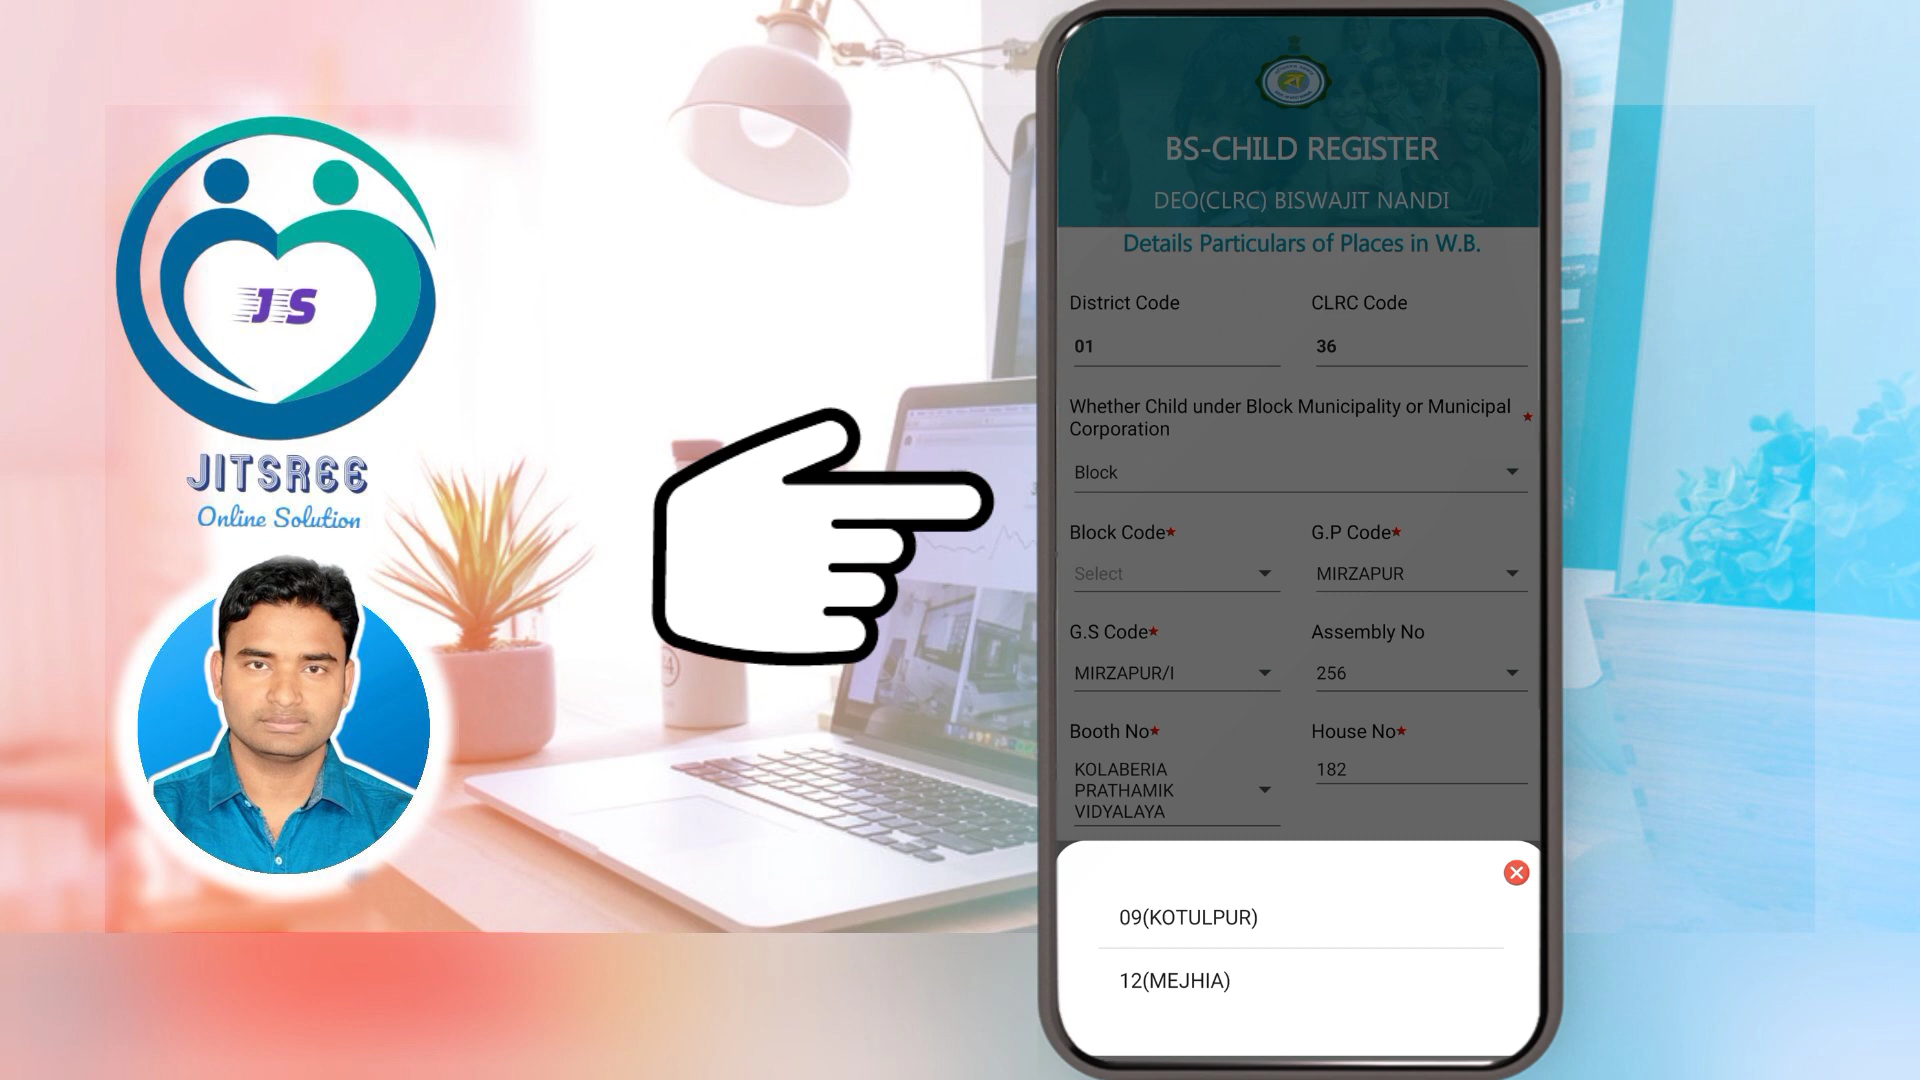 JS
JITSREE
Online Solution
BS-CHILD REGISTER
DEO(CLRC) BISWAJIT NANDI
Details Particulars of Places in W.B.
District Code
CLRC Code
01
36
Whether Child under Block Municipality or Municipal
Corporation *
Block
Block Code*
G.P Code*
Select
MIRZAPUR
G.S Code*
Assembly No
MIRZAPUR/I
256
Booth No*
House No*
KOLABERIA
PRATHAMIK
VIDYALAYA
182
09(KOTULPUR)
12(MEJHIA)